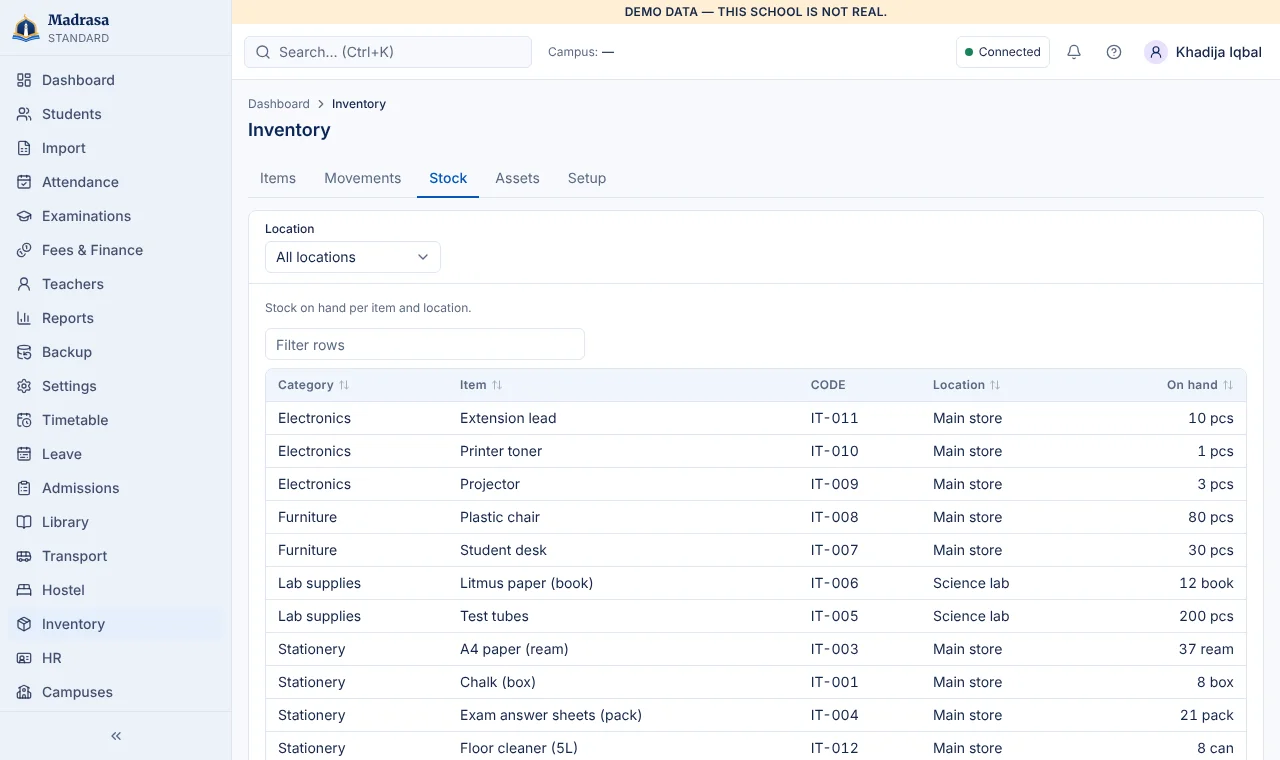 Madrasa
STANDARD
Dashboard
Students
Import
Attendance
Examinations
Fees & Finance
Teachers
Reports
Backup
Settings
Timetable
Leave
Admissions
Library
Transport
Hostel
Inventory
HR
Campuses
DEMO DATA — THIS SCHOOL IS NOT REAL.
Search... (Ctrl+K) Campus: — Connected Khadija Iqbal
Dashboard > Inventory
Inventory
Items Movements Stock Assets Setup
Location
All locations
Stock on hand per item and location.
Filter rows
Category Item CODE Location On hand
Electronics Extension lead IT-011 Main store 10 pcs
Electronics Printer toner IT-010 Main store 1 pcs
Electronics Projector IT-009 Main store 3 pcs
Furniture Plastic chair IT-008 Main store 80 pcs
Furniture Student desk IT-007 Main store 30 pcs
Lab supplies Litmus paper (book) IT-006 Science lab 12 book
Lab supplies Test tubes IT-005 Science lab 200 pcs
Stationery A4 paper (ream) IT-003 Main store 37 ream
Stationery Chalk (box) IT-001 Main store 8 box
Stationery Exam answer sheets (pack) IT-004 Main store 21 pack
Stationery Floor cleaner (5L) IT-012 Main store 8 can